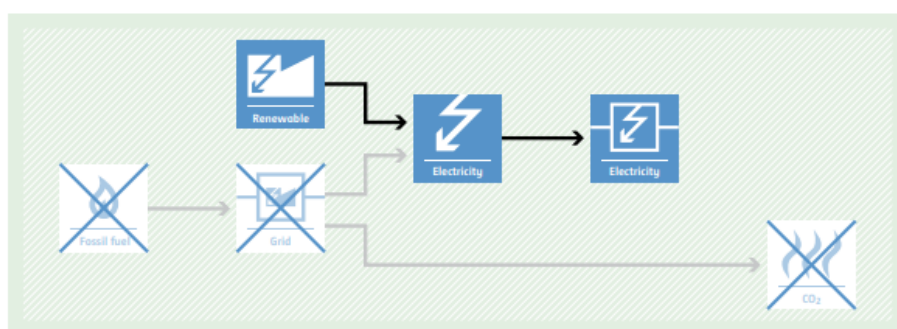 Renewable
Electricity
Electricity
Fossil fuel
Grid
CO₂